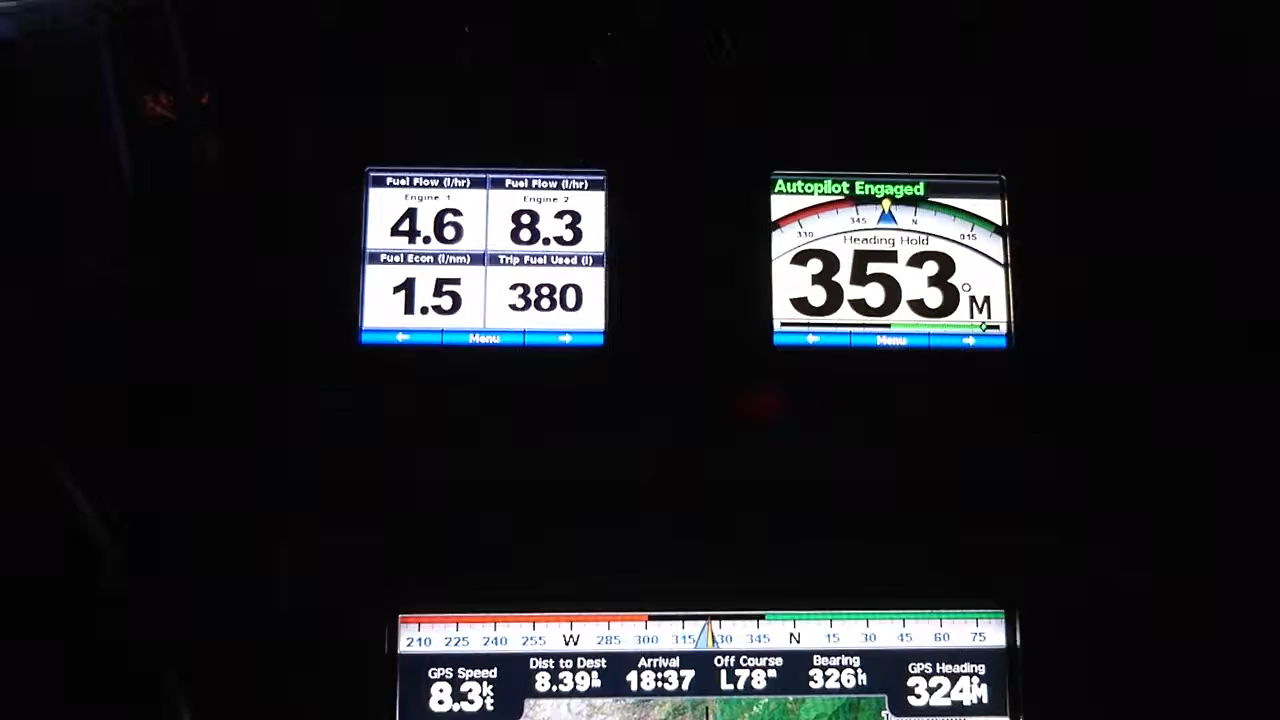 Fuel Flow (l/hr) Fuel Flow (l/hr)
Engine 1 Engine 2
4.6 8.3
Fuel Econ (l/nm) Trip Fuel Used (l)
1.5 380
Menu
Autopilot Engaged
330 345 N 015
Heading Hold
353°M
Menu
210 225 240 255 W 285 300 315 330 345 N 15 30 45 60 75
GPS Speed Dist to Dest Arrival Off Course Bearing GPS Heading
8.3kt 8.39 18:37 L78m 326 324°M